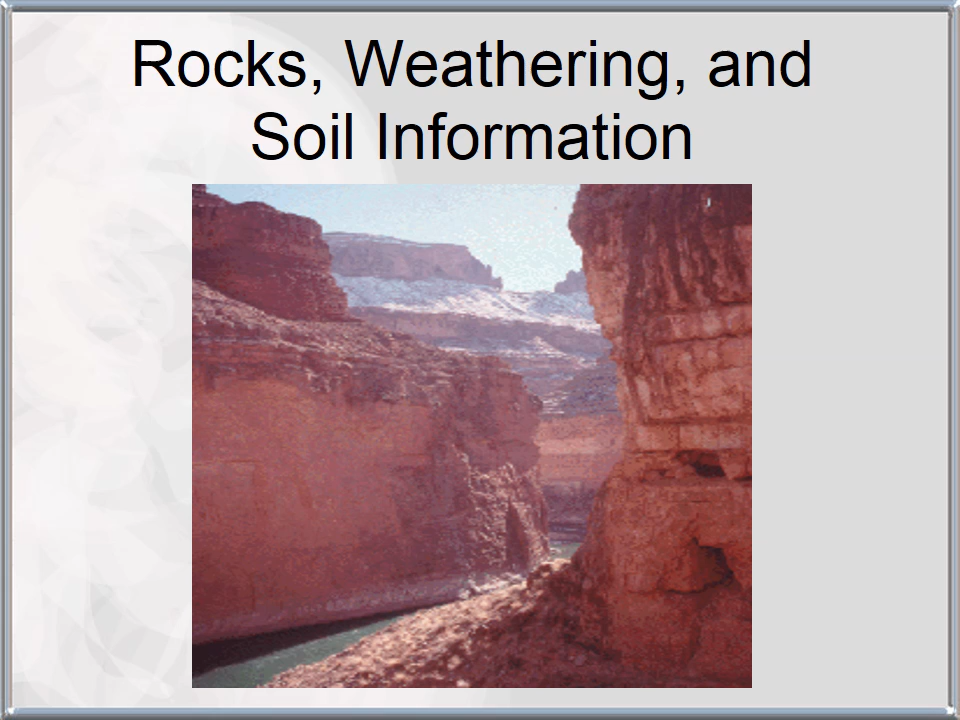 Rocks, Weathering, and
Soil Information